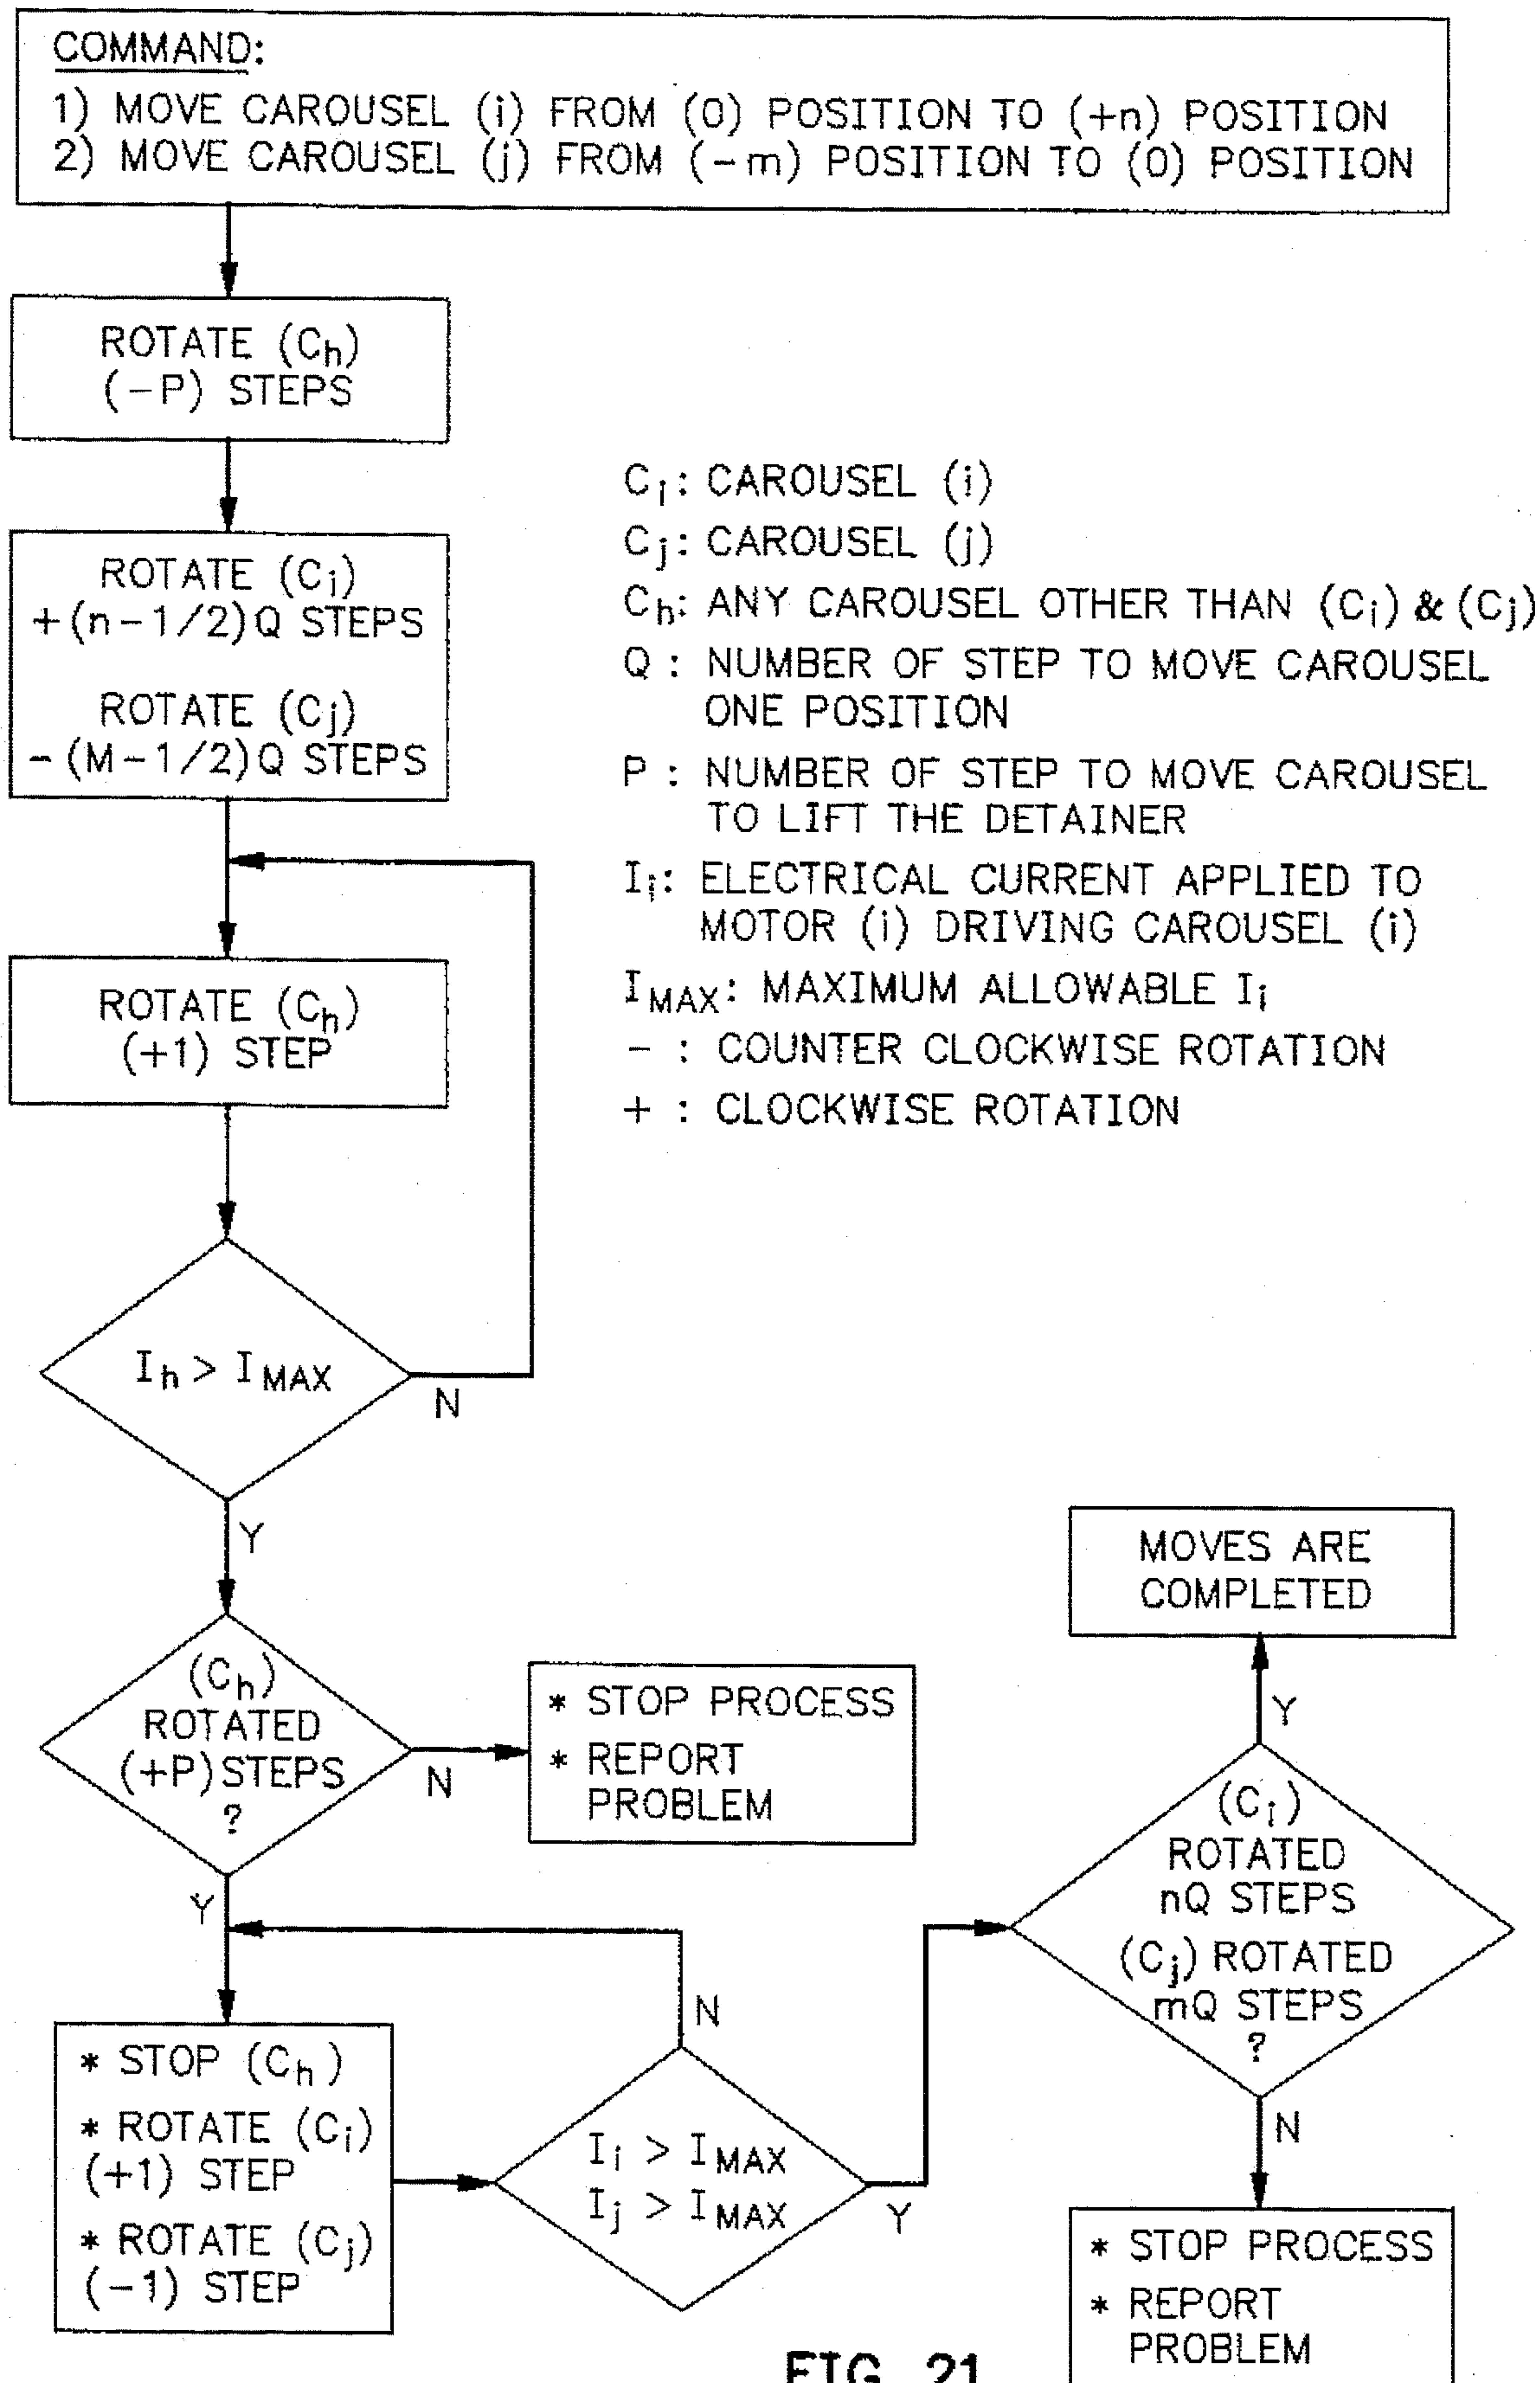 COMMAND:
1) MOVE CAROUSEL (i) FROM (0) POSITION TO (+n) POSITION
2) MOVE CAROUSEL (j) FROM (-m) POSITION TO (0) POSITION
ROTATE (Ch)
(-P) STEPS
ROTATE (Ci)
+(n-1/2)Q STEPS
ROTATE (Cj)
-(M-1/2)Q STEPS
Ci: CAROUSEL (i)
Cj: CAROUSEL (j)
Ch: ANY CAROUSEL OTHER THAN (Ci) & (Cj)
Q : NUMBER OF STEP TO MOVE CAROUSEL
ONE POSITION
P : NUMBER OF STEP TO MOVE CAROUSEL
TO LIFT THE DETAINER
Ii: ELECTRICAL CURRENT APPLIED TO
MOTOR (i) DRIVING CAROUSEL (i)
IMAX: MAXIMUM ALLOWABLE Ii
- : COUNTER CLOCKWISE ROTATION
+ : CLOCKWISE ROTATION
ROTATE (Ch)
(+1) STEP
Ih > IMAX
N
Y
(Ch)
ROTATED
(+P) STEPS
?
N
* STOP PROCESS
* REPORT
PROBLEM
Y
* STOP (Ch)
* ROTATE (Ci)
(+1) STEP
* ROTATE (Cj)
(-1) STEP
N
Ii > IMAX
Ij > IMAX
Y
MOVES ARE
COMPLETED
Y
(Ci)
ROTATED
nQ STEPS
(Cj) ROTATED
mQ STEPS
?
N
* STOP PROCESS
* REPORT
PROBLEM
FIG. 21